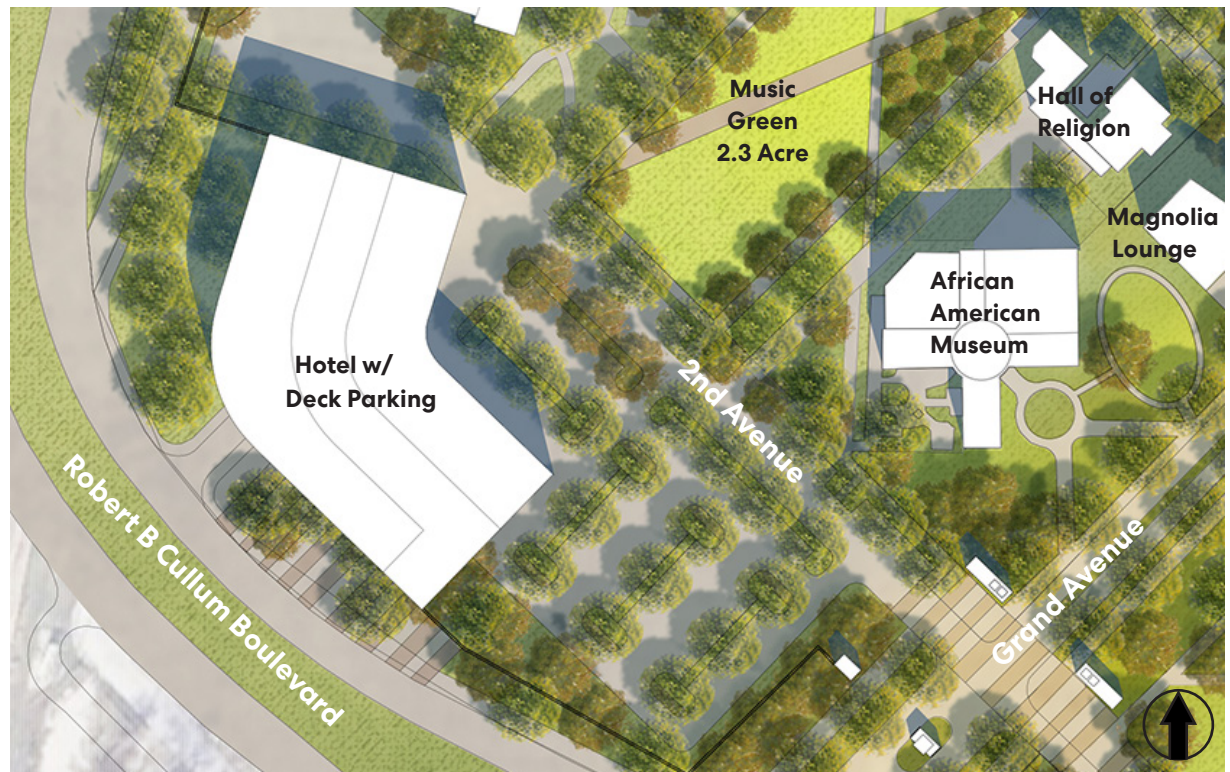 Music
Green
2.3 Acre
Hall of
Religion
Magnolia
Lounge
African
American
Museum
Hotel w/
Deck Parking
2nd Avenue
Grand Avenue
Robert B Cullum Boulevard